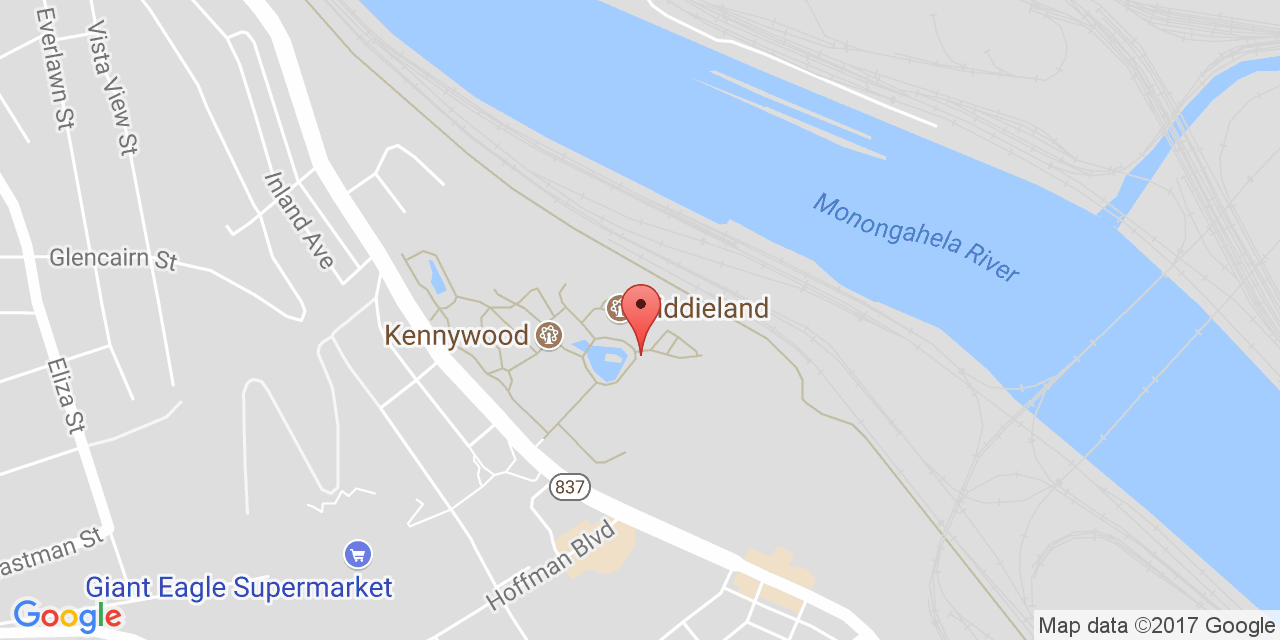 Everlawn St
Vista View St
Inland Ave
Monongahela River
Glencairn St
ddieland
Kennywood
Eliza St
837
Hoffman Blvd
astman St
Giant Eagle Supermarket
Google
Map data ©2017 Google